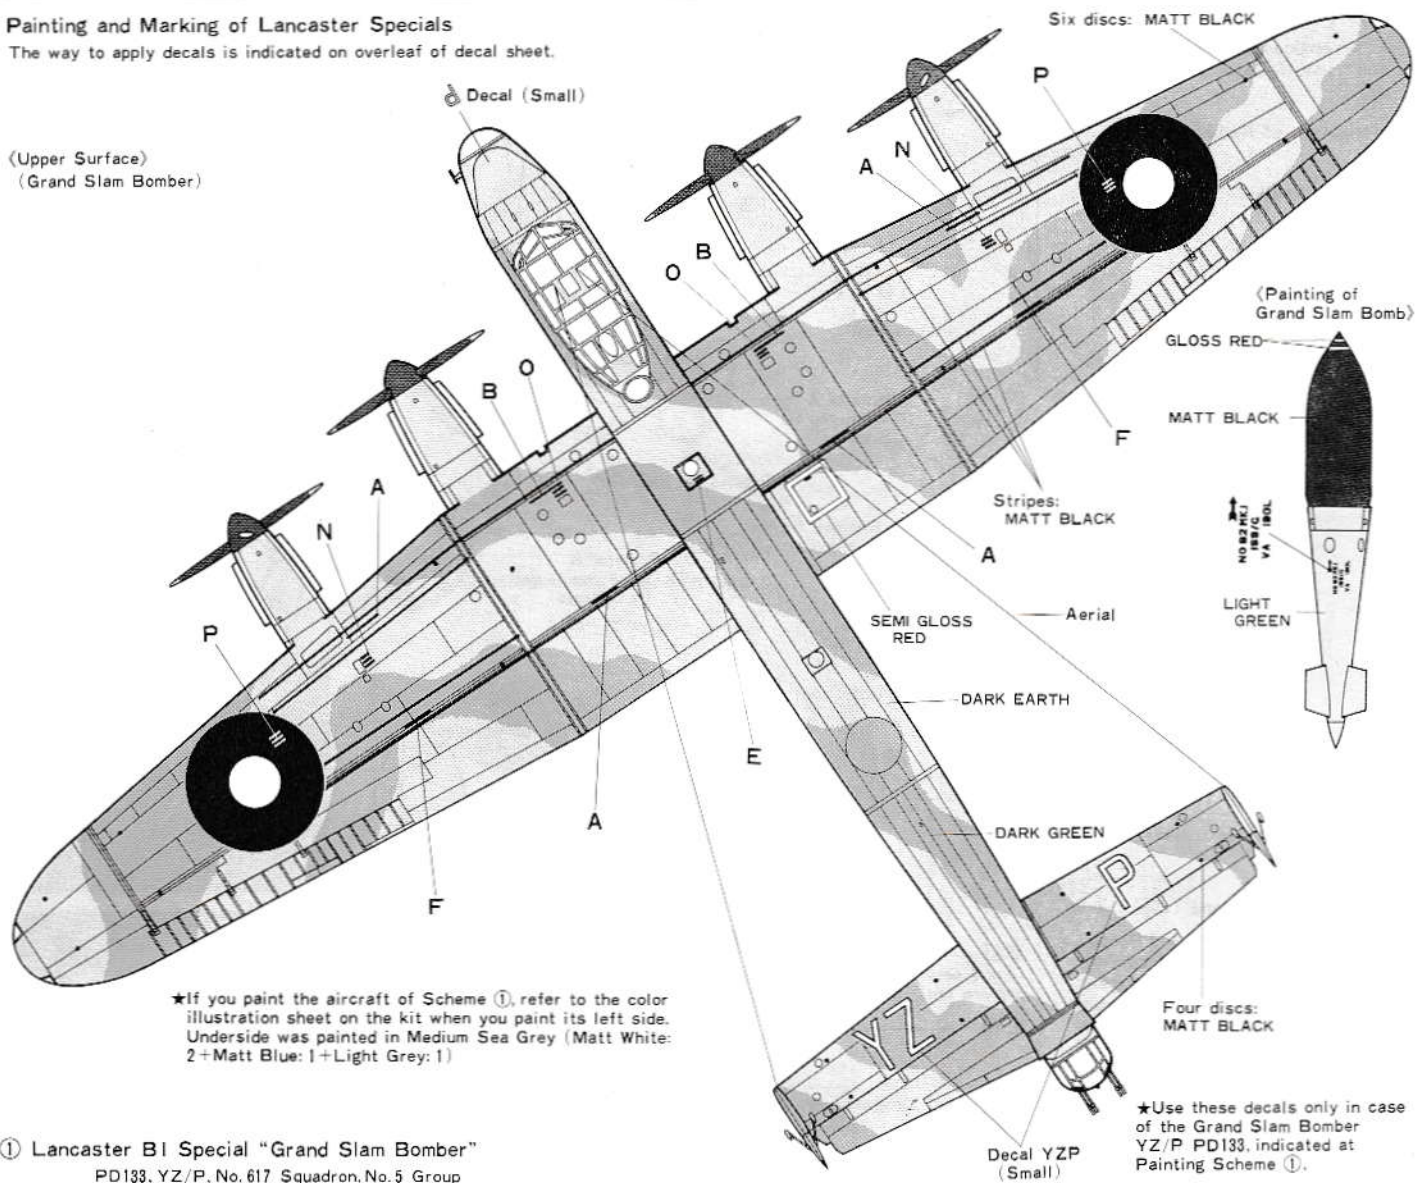 Painting and Marking of Lancaster Specials
The way to apply decals is indicated on overleaf of decal sheet.
Six discs: MATT BLACK
P
d Decal (Small)
《Upper Surface》
(Grand Slam Bomber)
N
A
B
O
《Painting of
Grand Slam Bomb》
GLOSS RED
MATT BLACK
O
B
F
A
N
Stripes:
MATT BLACK
A
NO 82 MKI
VA
LIGHT
GREEN
SEMI GLOSS
RED
Aerial
P
DARK EARTH
E
A
DARK GREEN
F
P
YZ
★If you paint the aircraft of Scheme ①, refer to the color
illustration sheet on the kit when you paint its left side.
Underside was painted in Medium Sea Grey (Matt White:
2+Matt Blue: 1+Light Grey: 1)
Four discs:
MATT BLACK
① Lancaster BI Special “Grand Slam Bomber”
PD133, YZ/P, No. 617 Squadron, No. 5 Group
Decal YZP
(Small)
★Use these decals only in case
of the Grand Slam Bomber
YZ/P PD133, indicated at
Painting Scheme ①.